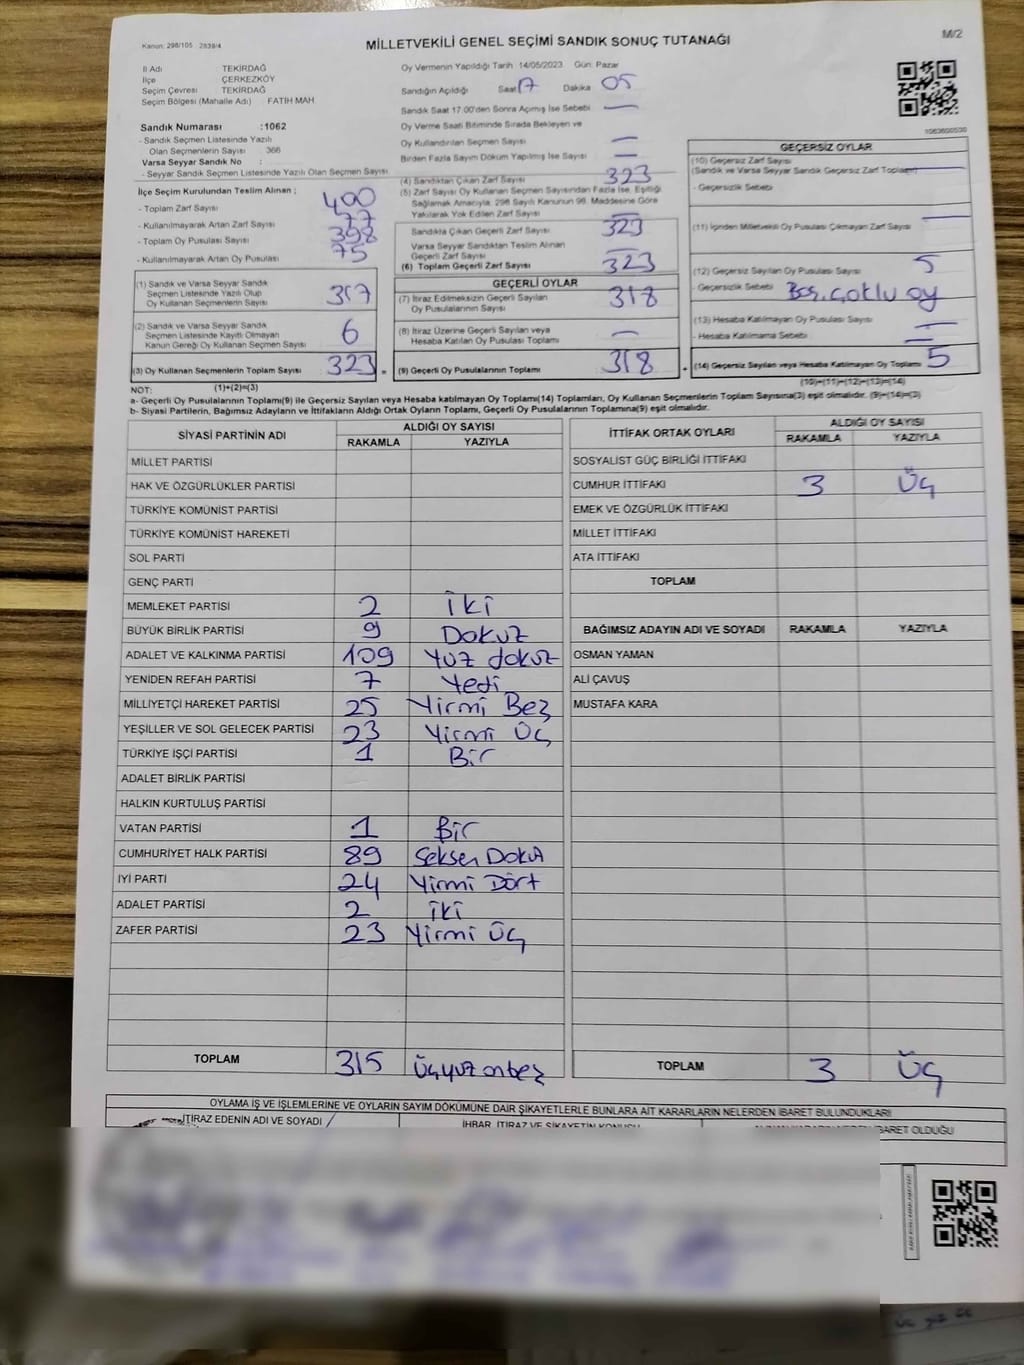 Kanun: 298/105 2839/4
MİLLETVEKİLİ GENEL SEÇİMİ SANDIK SONUÇ TUTANAĞI
M/2
İl Adı TEKİRDAĞ
İlçe ÇERKEZKÖY
Seçim Çevresi TEKİRDAĞ
Seçim Bölgesi (Mahalle Adı) FATİH MAH
Sandık Numarası :1062
- Sandık Seçmen Listesinde Yazılı
Olan Seçmenlerin Sayısı 366
Varsa Seyyar Sandık No :
- Seyyar Sandık Seçmen Listesinde Yazılı Olan Seçmen Sayısı
Oy Vermenin Yapıldığı Tarih 14/05/2023 Gün: Pazar
Sandığın Açıldığı Saat 17 Dakika 05
Sandık Saat 17.00'den Sonra Açımış İse Sebebi —
Oy Verme Saati Bitiminde Sırada Bekleyen ve
Oy Kullandırılan Seçmen Sayısı —
Birden Fazla Sayım Döküm Yapılmış İse Sayısı —
(4) Sandıktan Çıkan Zarf Sayısı 323
(5) Zarf Sayısı Oy Kullanan Seçmen Sayısından Fazla İse, Eşitliği
Sağlamak Amacıyla, 298 Sayılı Kanunun 98. Maddesine Göre
Yakılarak Yok Edilen Zarf Sayısı —
Sandıkta Çıkan Geçerli Zarf Sayısı 323
Varsa Seyyar Sandıktan Teslim Alınan
Geçerli Zarf Sayısı —
(6) Toplam Geçerli Zarf Sayısı 323
İlçe Seçim Kurulundan Teslim Alınan ;
- Toplam Zarf Sayısı 400
- Kullanılmayarak Artan Zarf Sayısı 77
- Toplam Oy Pusulası Sayısı 398
- Kullanılmayarak Artan Oy Pusulası 75
(1) Sandık ve Varsa Seyyar Sandık
Seçmen Listesinde Yazılı Olup
Oy Kullanan Seçmenlerin Sayısı 317
(2) Sandık ve Varsa Seyyar Sandık
Seçmen Listesinde Kayıtlı Olmayan
Kanun Gereği Oy Kullanan Seçmen Sayısı 6
(3) Oy Kullanan Seçmenlerin Toplam Sayısı 323 =
GEÇERLİ OYLAR
(7) İtiraz Edilmeksizin Geçerli Sayılan
Oy Pusulalarının Sayısı 318
(8) İtiraz Üzerine Geçerli Sayılan veya
Hesaba Katılan Oy Pusulası Toplamı —
(9) Geçerli Oy Pusulalarının Toplamı 318 +
1063600530
GEÇERSİZ OYLAR
(10) Geçersiz Zarf Sayısı
(Sandık ve Varsa Seyyar Sandık Geçersiz Zarf Toplamı) —
- Geçersizlik Sebebi
(11) İçinden Milletvekili Oy Pusulası Çıkmayan Zarf Sayısı —
(12) Geçersiz Sayılan Oy Pusulası Sayısı 5
- Geçersizlik Sebebi Boş, çoklu oy
(13) Hesaba Katılmayan Oy Pusulası Sayısı —
- Hesaba Katılmama Sebebi —
(14) Geçersiz Sayılan veya Hesaba Katılmayan Oy Toplamı 5
NOT: (1)+(2)=(3) (10)+(11)+(12)+(13)=(14)
a- Geçerli Oy Pusulalarının Toplamı(9) ile Geçersiz Sayılan veya Hesaba katılmayan Oy Toplamı(14) Toplamları, Oy Kullanan Seçmenlerin Toplam Sayısına(3) eşit olmalıdır. (9)+(14)=(3)
b- Siyasi Partilerin, Bağımsız Adayların ve İttifakların Aldığı Ortak Oyların Toplamı, Geçerli Oy Pusulalarının Toplamına(9) eşit olmalıdır.
SİYASİ PARTİNİN ADI ALDIĞI OY SAYISI
RAKAMLA YAZIYLA
MİLLET PARTİSİ
HAK VE ÖZGÜRLÜKLER PARTİSİ
TÜRKİYE KOMÜNİST PARTİSİ
TÜRKİYE KOMÜNİST HAREKETİ
SOL PARTİ
GENÇ PARTİ
MEMLEKET PARTİSİ 2 iki
BÜYÜK BİRLİK PARTİSİ 9 Dokuz
ADALET VE KALKINMA PARTİSİ 109 Yüz dokuz
YENİDEN REFAH PARTİSİ 7 Yedi
MİLLİYETÇİ HAREKET PARTİSİ 25 Yirmi Beş
YEŞİLLER VE SOL GELECEK PARTİSİ 23 Yirmi Üç
TÜRKİYE İŞÇİ PARTİSİ 1 Bir
ADALET BİRLİK PARTİSİ
HALKIN KURTULUŞ PARTİSİ
VATAN PARTİSİ 1 Bir
CUMHURİYET HALK PARTİSİ 89 Seksen Dokuz
İYİ PARTİ 24 Yirmi Dört
ADALET PARTİSİ 2 iki
ZAFER PARTİSİ 23 Yirmi Üç
TOPLAM 315 Üçyüz onbeş
İTTİFAK ORTAK OYLARI ALDIĞI OY SAYISI
RAKAMLA YAZIYLA
SOSYALİST GÜÇ BİRLİĞİ İTTİFAKI
CUMHUR İTTİFAKI 3 Üç
EMEK VE ÖZGÜRLÜK İTTİFAKI
MİLLET İTTİFAKI
ATA İTTİFAKI
TOPLAM
BAĞIMSIZ ADAYIN ADI VE SOYADI RAKAMLA YAZIYLA
OSMAN YAMAN
ALİ ÇAVUŞ
MUSTAFA KARA
TOPLAM 3 Üç
OYLAMA İŞ VE İŞLEMLERİNE VE OYLARIN SAYIM DÖKÜMÜNE DAİR ŞİKAYETLERLE BUNLARA AİT KARARLARIN NELERDEN İBARET BULUNDUKLARI
İTİRAZ EDENİN ADI VE SOYADI
İHBAR, İTİRAZ VE ŞİKAYETİN KONUSU
İBARET OLDUĞU